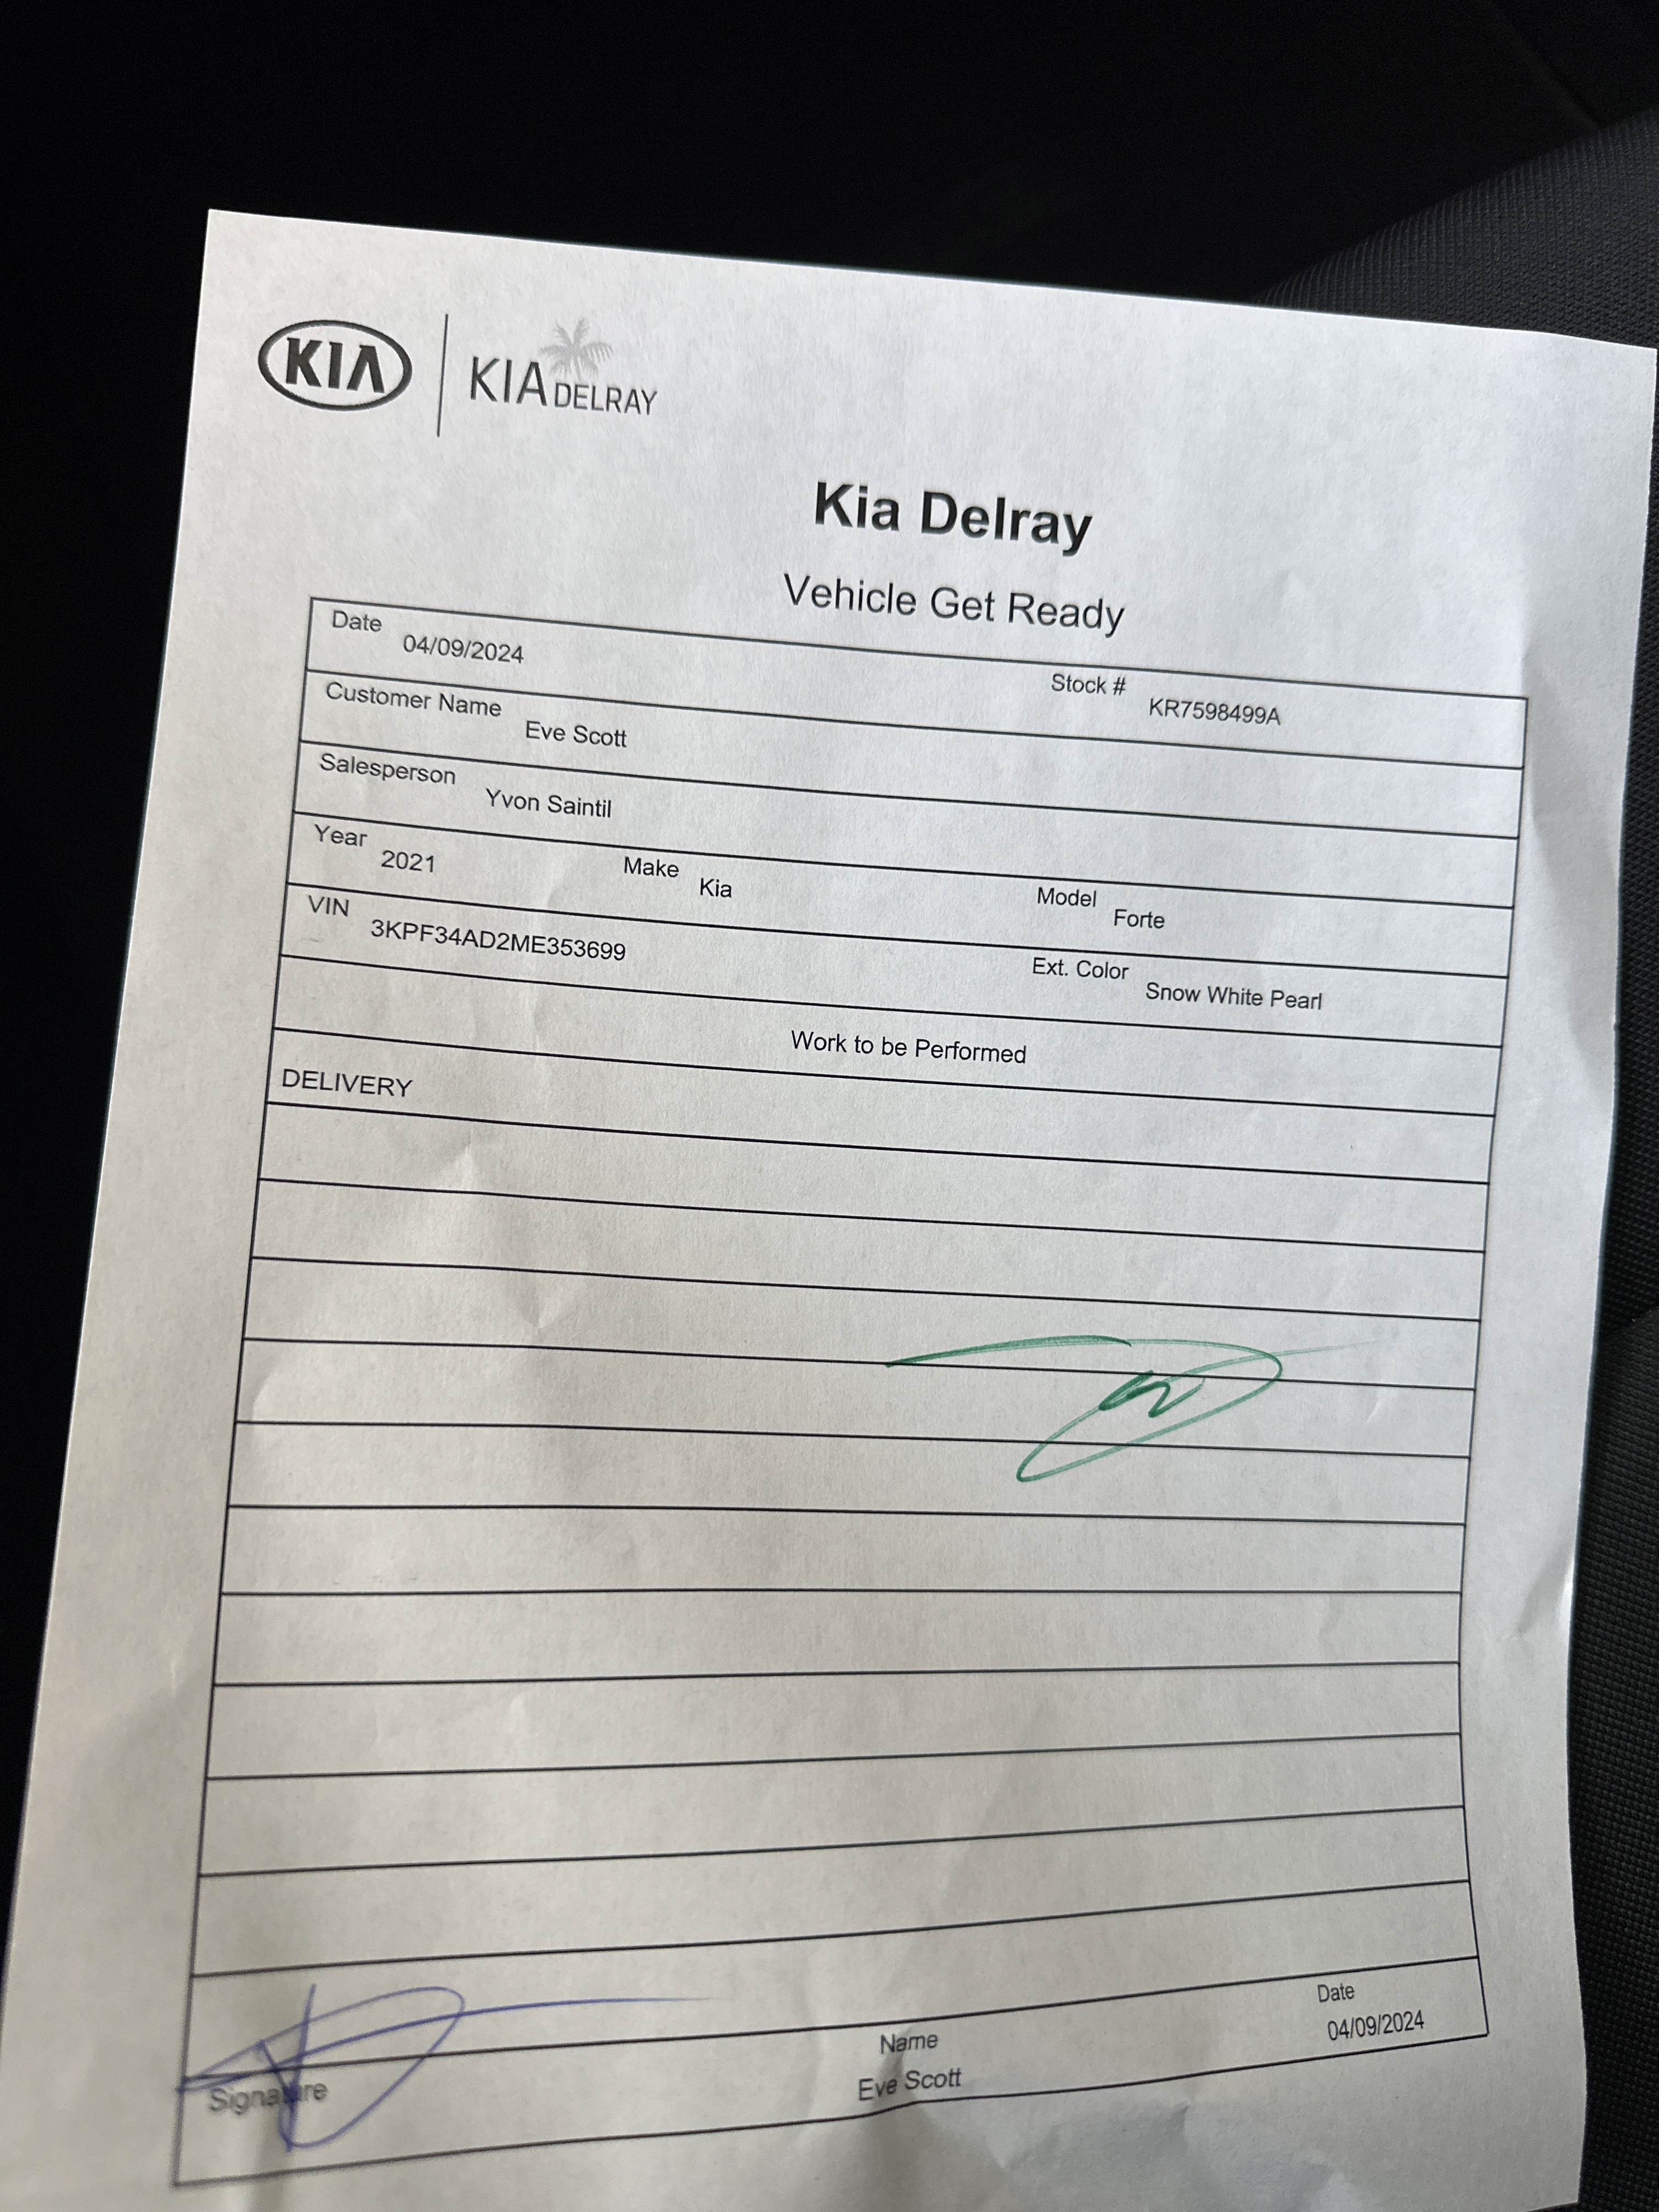 KIA KIA DELRAY
Kia Delray
Vehicle Get Ready
Date 04/09/2024 Stock # KR7598499A
Customer Name Eve Scott
Salesperson Yvon Saintil
Year 2021 Make Kia Model Forte
VIN 3KPF34AD2ME353699 Ext. Color Snow White Pearl
Work to be Performed
DELIVERY
Signature Name Eve Scott Date 04/09/2024